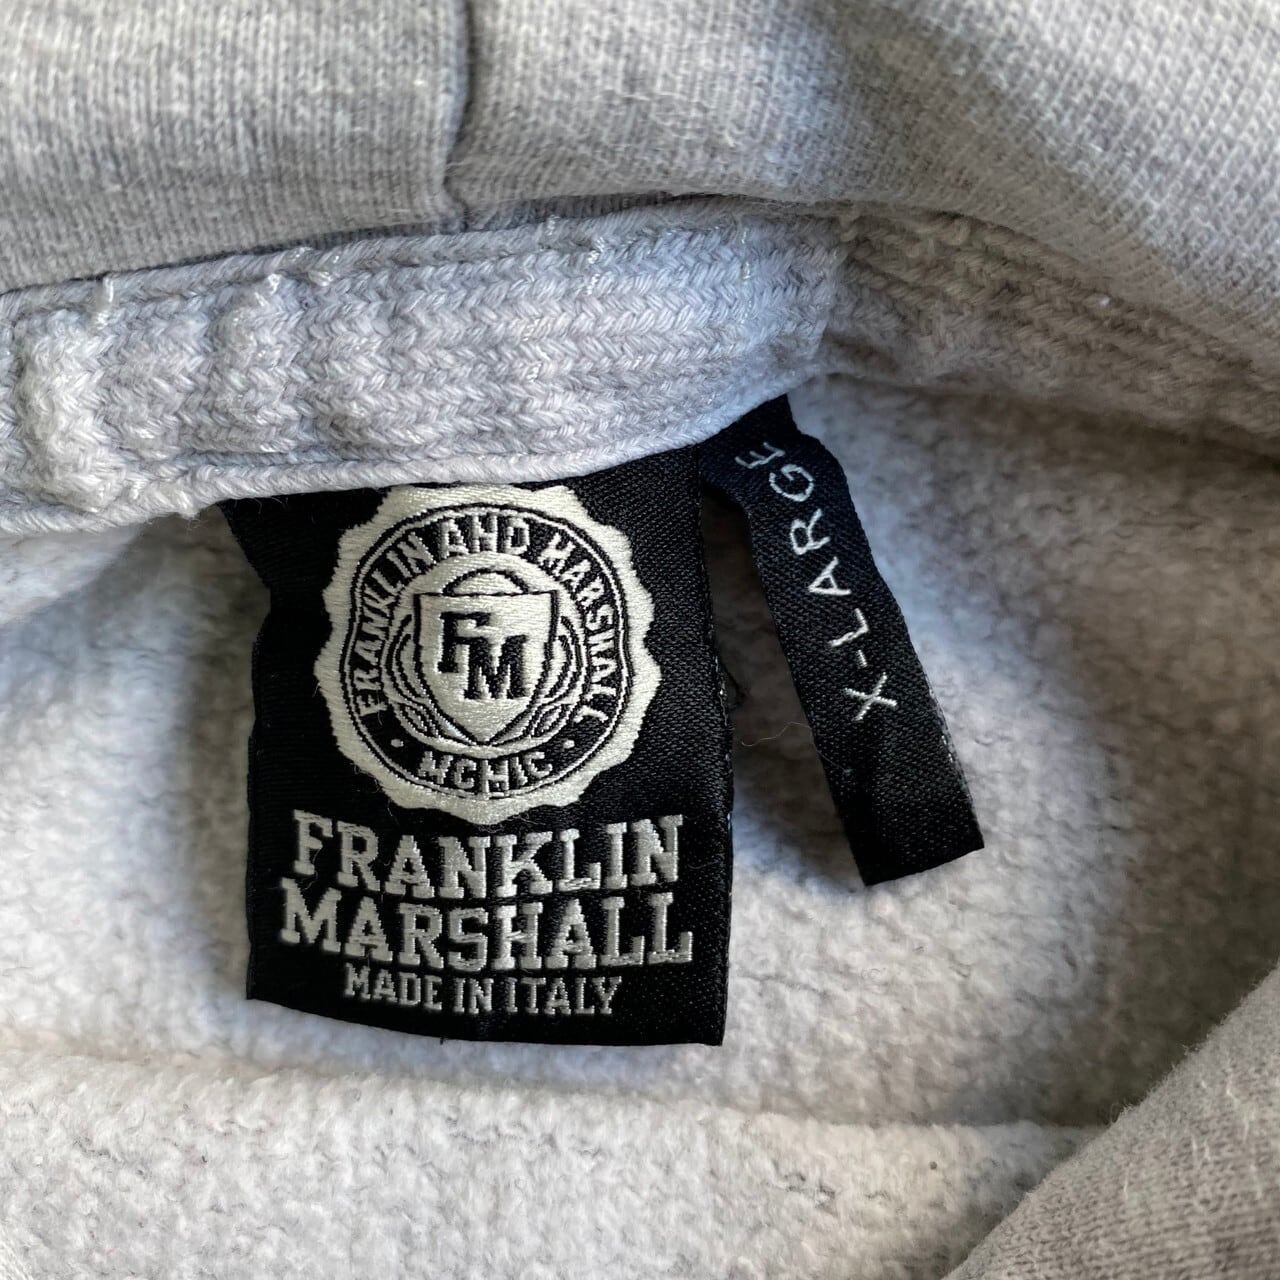 FRANKLIN AND MARSHALL
FM
MCMIC
FRANKLIN
MARSHALL
MADE IN ITALY
X-LARGE